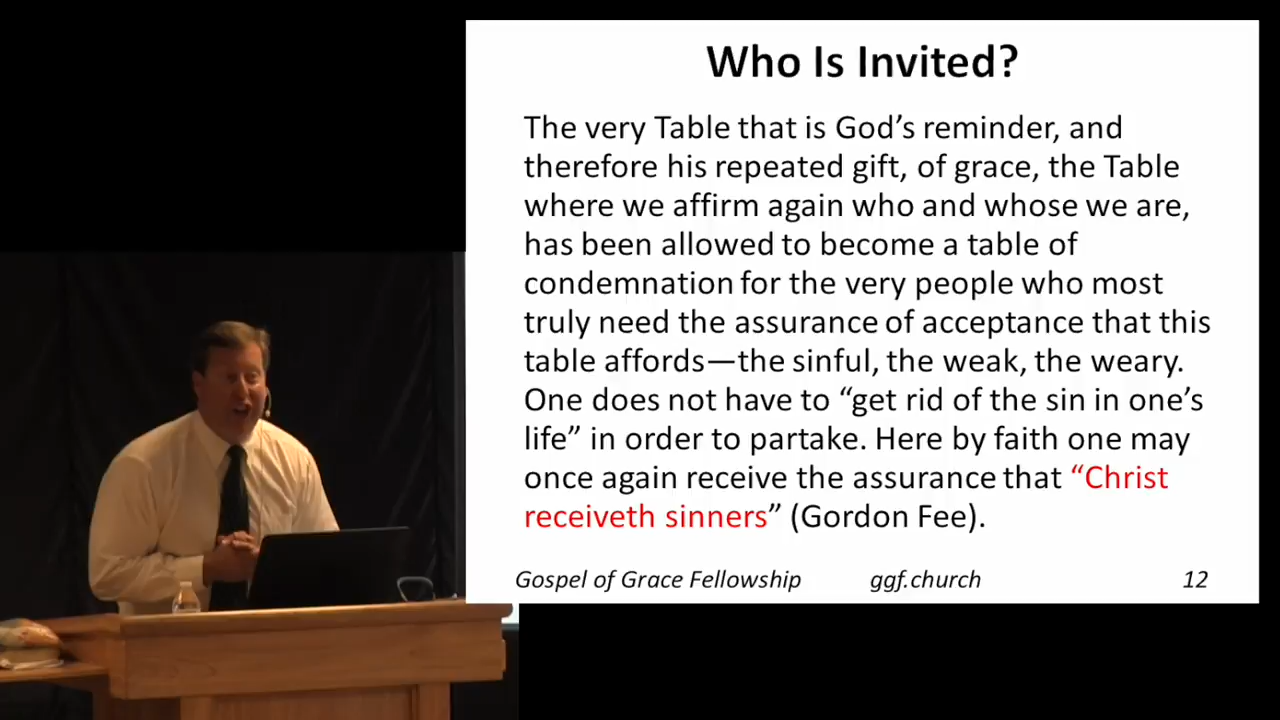 Who Is Invited?
The very Table that is God’s reminder, and
therefore his repeated gift, of grace, the Table
where we affirm again who and whose we are,
has been allowed to become a table of
condemnation for the very people who most
truly need the assurance of acceptance that this
table affords—the sinful, the weak, the weary.
One does not have to “get rid of the sin in one’s
life” in order to partake. Here by faith one may
once again receive the assurance that “Christ
receiveth sinners” (Gordon Fee).
Gospel of Grace Fellowship ggf.church 12